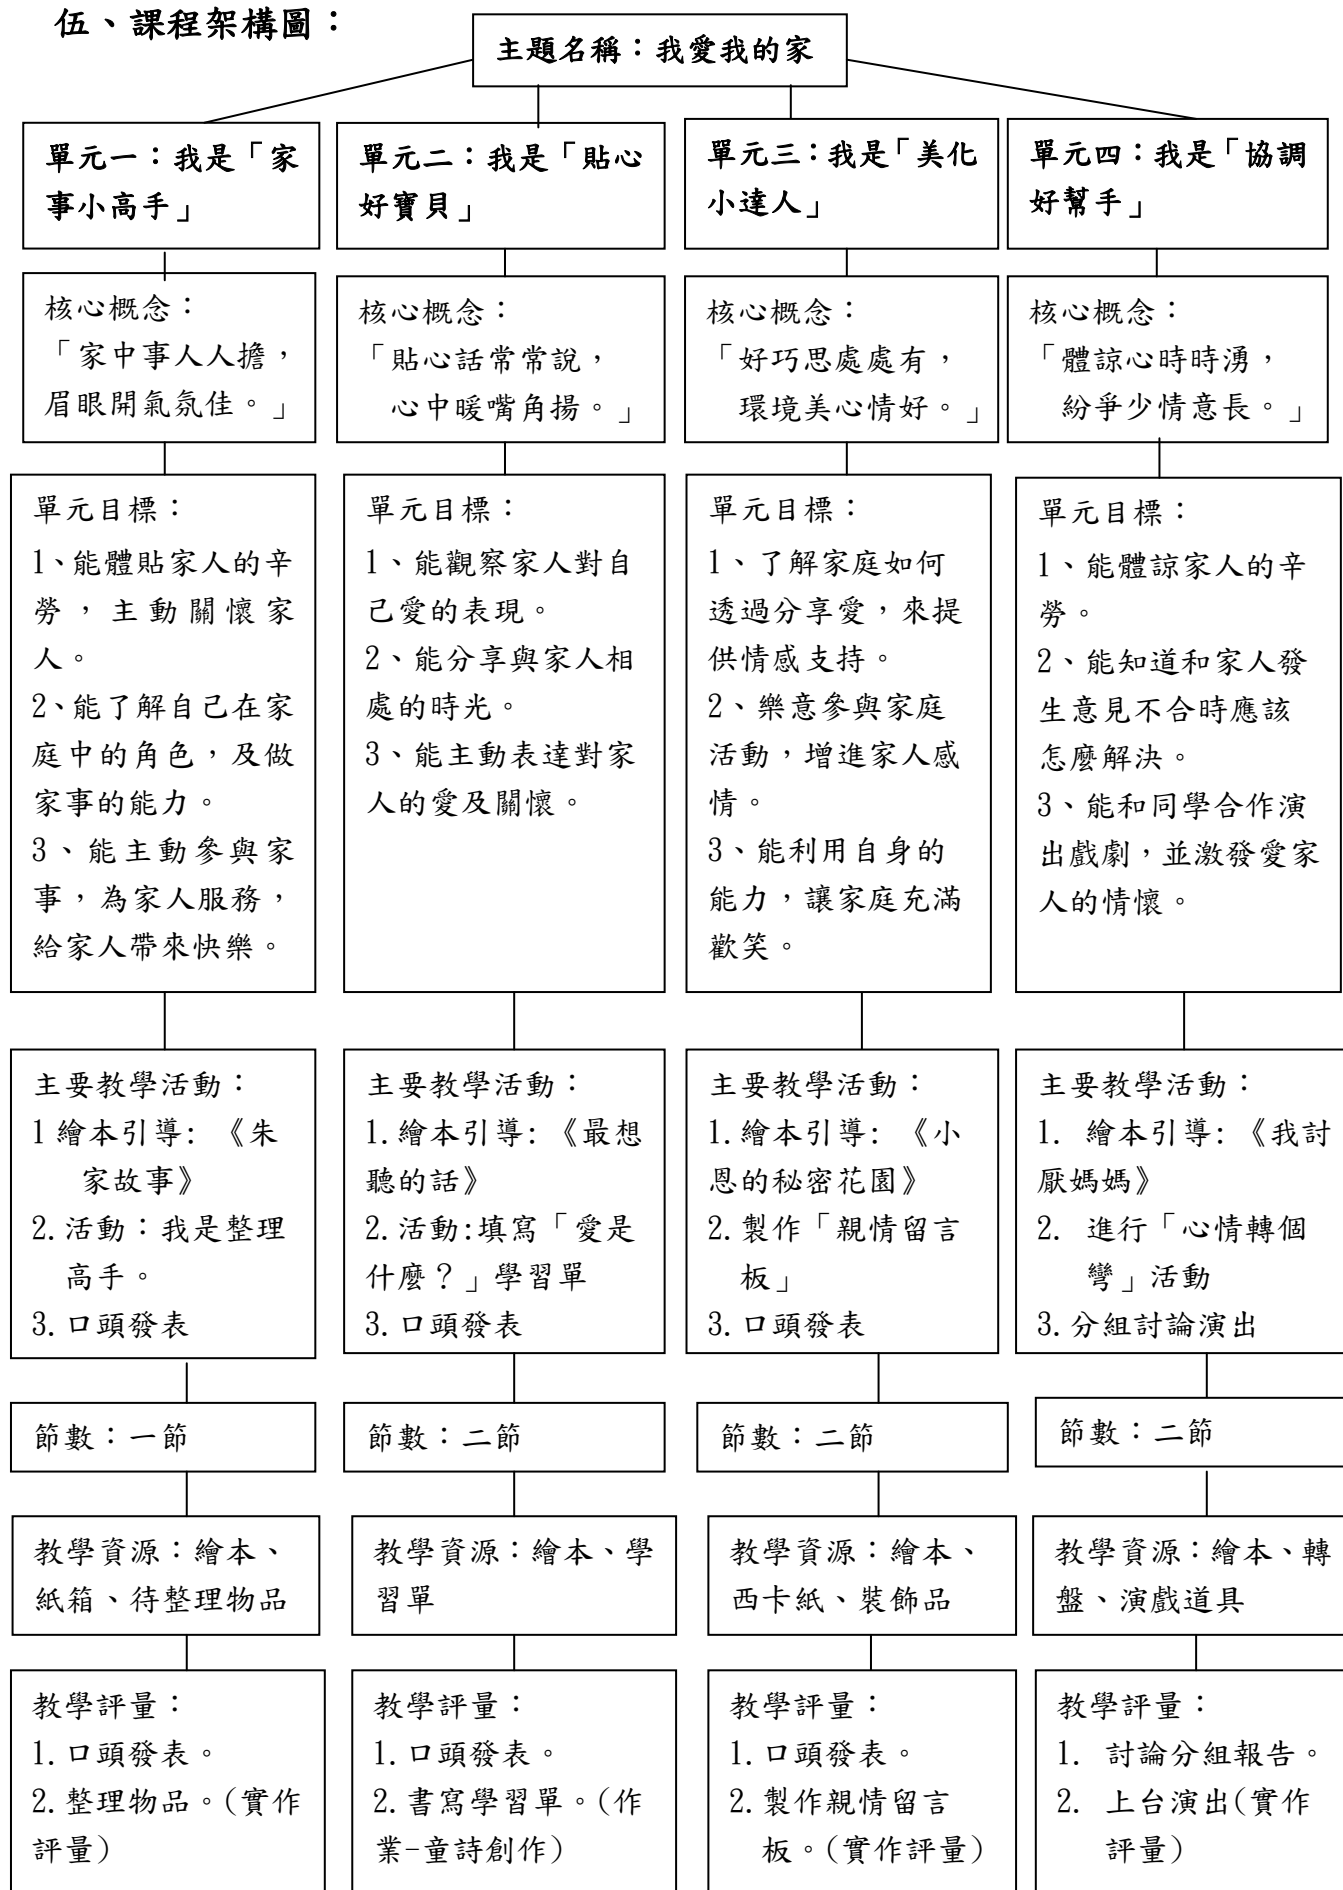 伍、課程架構圖：
主題名稱：我愛我的家
單元一：我是「家
事小高手」
單元二：我是「貼心
好寶貝」
單元三：我是「美化
小達人」
單元四：我是「協調
好幫手」
核心概念：
「家中事人人擔，
眉眼開氣氛佳。」
核心概念：
「貼心話常常說，
心中暖嘴角揚。」
核心概念：
「好巧思處處有，
環境美心情好。」
核心概念：
「體諒心時時湧，
紛爭少情意長。」
單元目標：
1、能體貼家人的辛
勞，主動關懷家
人。
2、能了解自己在家
庭中的角色，及做
家事的能力。
3、能主動參與家
事，為家人服務，
給家人帶來快樂。
單元目標：
1、能觀察家人對自
己愛的表現。
2、能分享與家人相
處的時光。
3、能主動表達對家
人的愛及關懷。
單元目標：
1、了解家庭如何
透過分享愛，來提
供情感支持。
2、樂意參與家庭
活動，增進家人感
情。
3、能利用自身的
能力，讓家庭充滿
歡笑。
單元目標：
1、能體諒家人的辛
勞。
2、能知道和家人發
生意見不合時應該
怎麼解決。
3、能和同學合作演
出戲劇，並激發愛家
人的情懷。
主要教學活動：
1 繪本引導: 《朱
家故事》
2.活動：我是整理
高手。
3.口頭發表
主要教學活動：
1.繪本引導: 《最想
聽的話》
2.活動:填寫「愛是
什麼？」學習單
3.口頭發表
主要教學活動：
1.繪本引導: 《小
恩的秘密花園》
2.製作「親情留言
板」
3.口頭發表
主要教學活動：
1. 繪本引導: 《我討
厭媽媽》
2. 進行「心情轉個
彎」活動
3.分組討論演出
節數：一節
節數：二節
節數：二節
節數：二節
教學資源：繪本、
紙箱、待整理物品
教學資源：繪本、學
習單
教學資源：繪本、
西卡紙、裝飾品
教學資源：繪本、轉
盤、演戲道具
教學評量：
1.口頭發表。
2.整理物品。(實作
評量)
教學評量：
1.口頭發表。
2.書寫學習單。(作
業-童詩創作)
教學評量：
1.口頭發表。
2.製作親情留言
板。(實作評量)
教學評量：
1. 討論分組報告。
2. 上台演出(實作
評量)